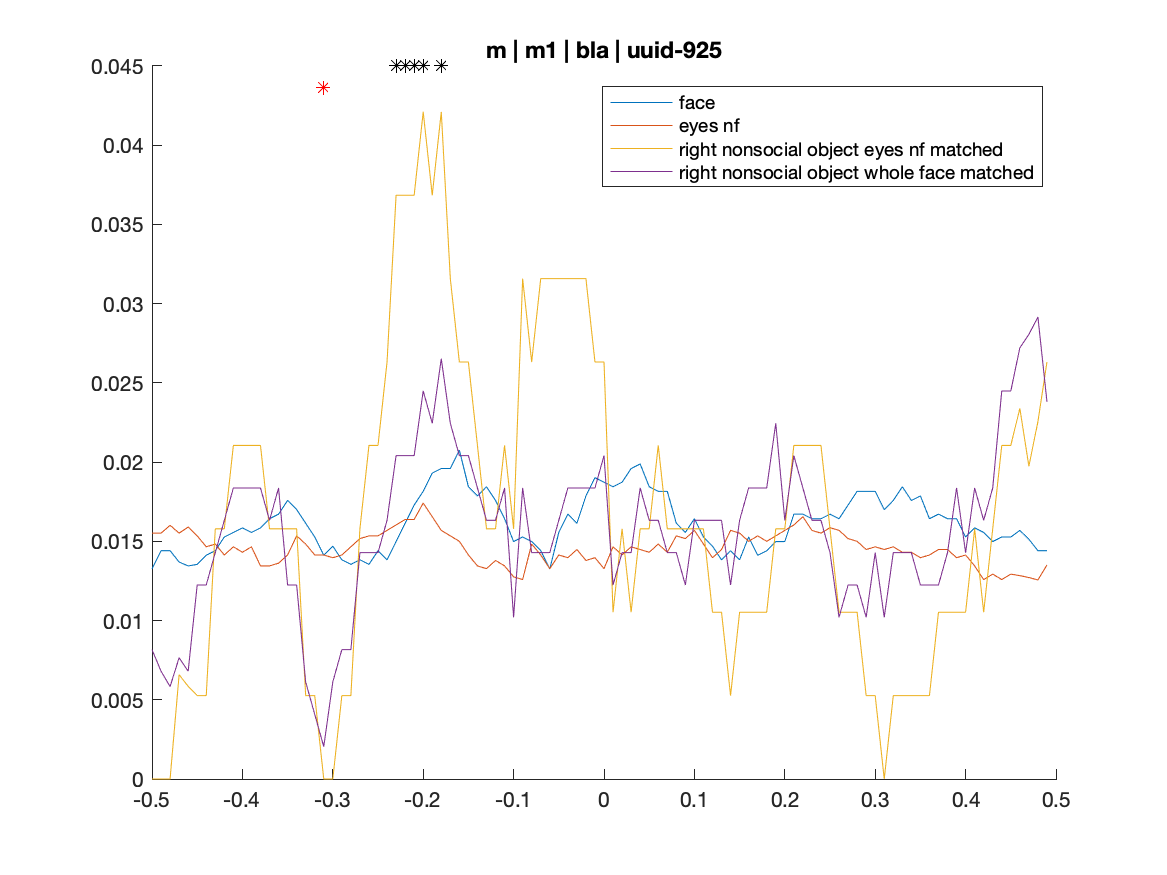 m | m1 | bla | uuid-925
0.045
0.04
0.035
0.03
0.025
0.02
0.015
0.01
0.005
0
face
eyes nf
right nonsocial object eyes nf matched
right nonsocial object whole face matched
-0.5 -0.4 -0.3 -0.2 -0.1 0 0.1 0.2 0.3 0.4 0.5